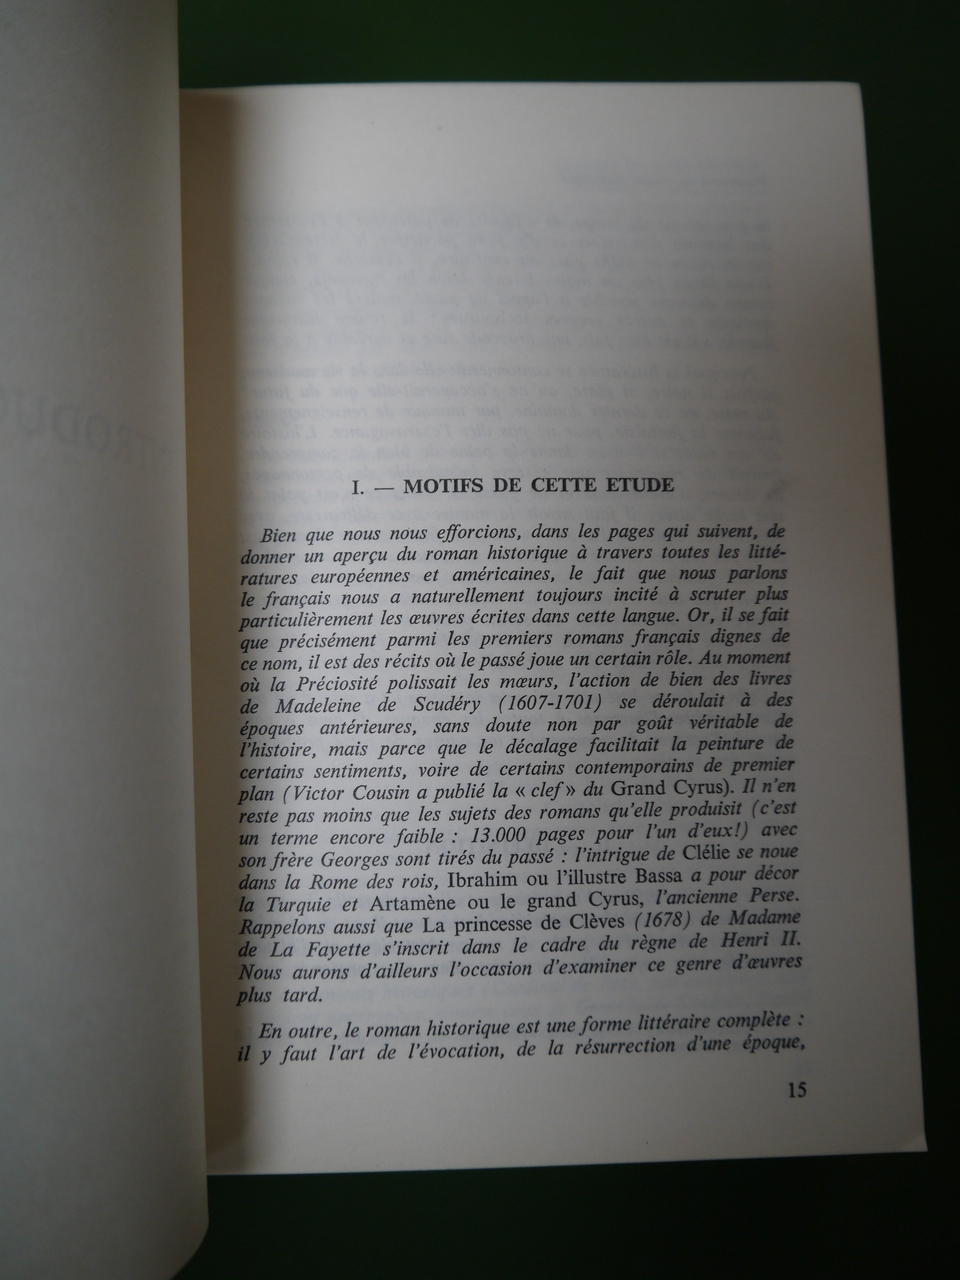 I. — MOTIFS DE CETTE ETUDE
Bien que nous nous efforcions, dans les pages qui suivent, de
donner un aperçu du roman historique à travers toutes les litté-
ratures européennes et américaines, le fait que nous parlons
le français nous a naturellement toujours incité à scruter plus
particulièrement les œuvres écrites dans cette langue. Or, il se fait
que précisément parmi les premiers romans français dignes de
ce nom, il est des récits où le passé joue un certain rôle. Au moment
où la Préciosité polissait les mœurs, l'action de bien des livres
de Madeleine de Scudéry (1607-1701) se déroulait à des
époques antérieures, sans doute non par goût véritable de
l'histoire, mais parce que le décalage facilitait la peinture de
certains sentiments, voire de certains contemporains de premier
plan (Victor Cousin a publié la « clef » du Grand Cyrus). Il n'en
reste pas moins que les sujets des romans qu'elle produisit (c'est
un terme encore faible : 13.000 pages pour l'un d'eux!) avec
son frère Georges sont tirés du passé : l'intrigue de Clélie se noue
dans la Rome des rois, Ibrahim ou l'illustre Bassa a pour décor
la Turquie et Artamène ou le grand Cyrus, l'ancienne Perse.
Rappelons aussi que La princesse de Clèves (1678) de Madame
de La Fayette s'inscrit dans le cadre du règne de Henri II.
Nous aurons d'ailleurs l'occasion d'examiner ce genre d'œuvres
plus tard.
En outre, le roman historique est une forme littéraire complète :
il y faut l'art de l'évocation, de la résurrection d'une époque,
15